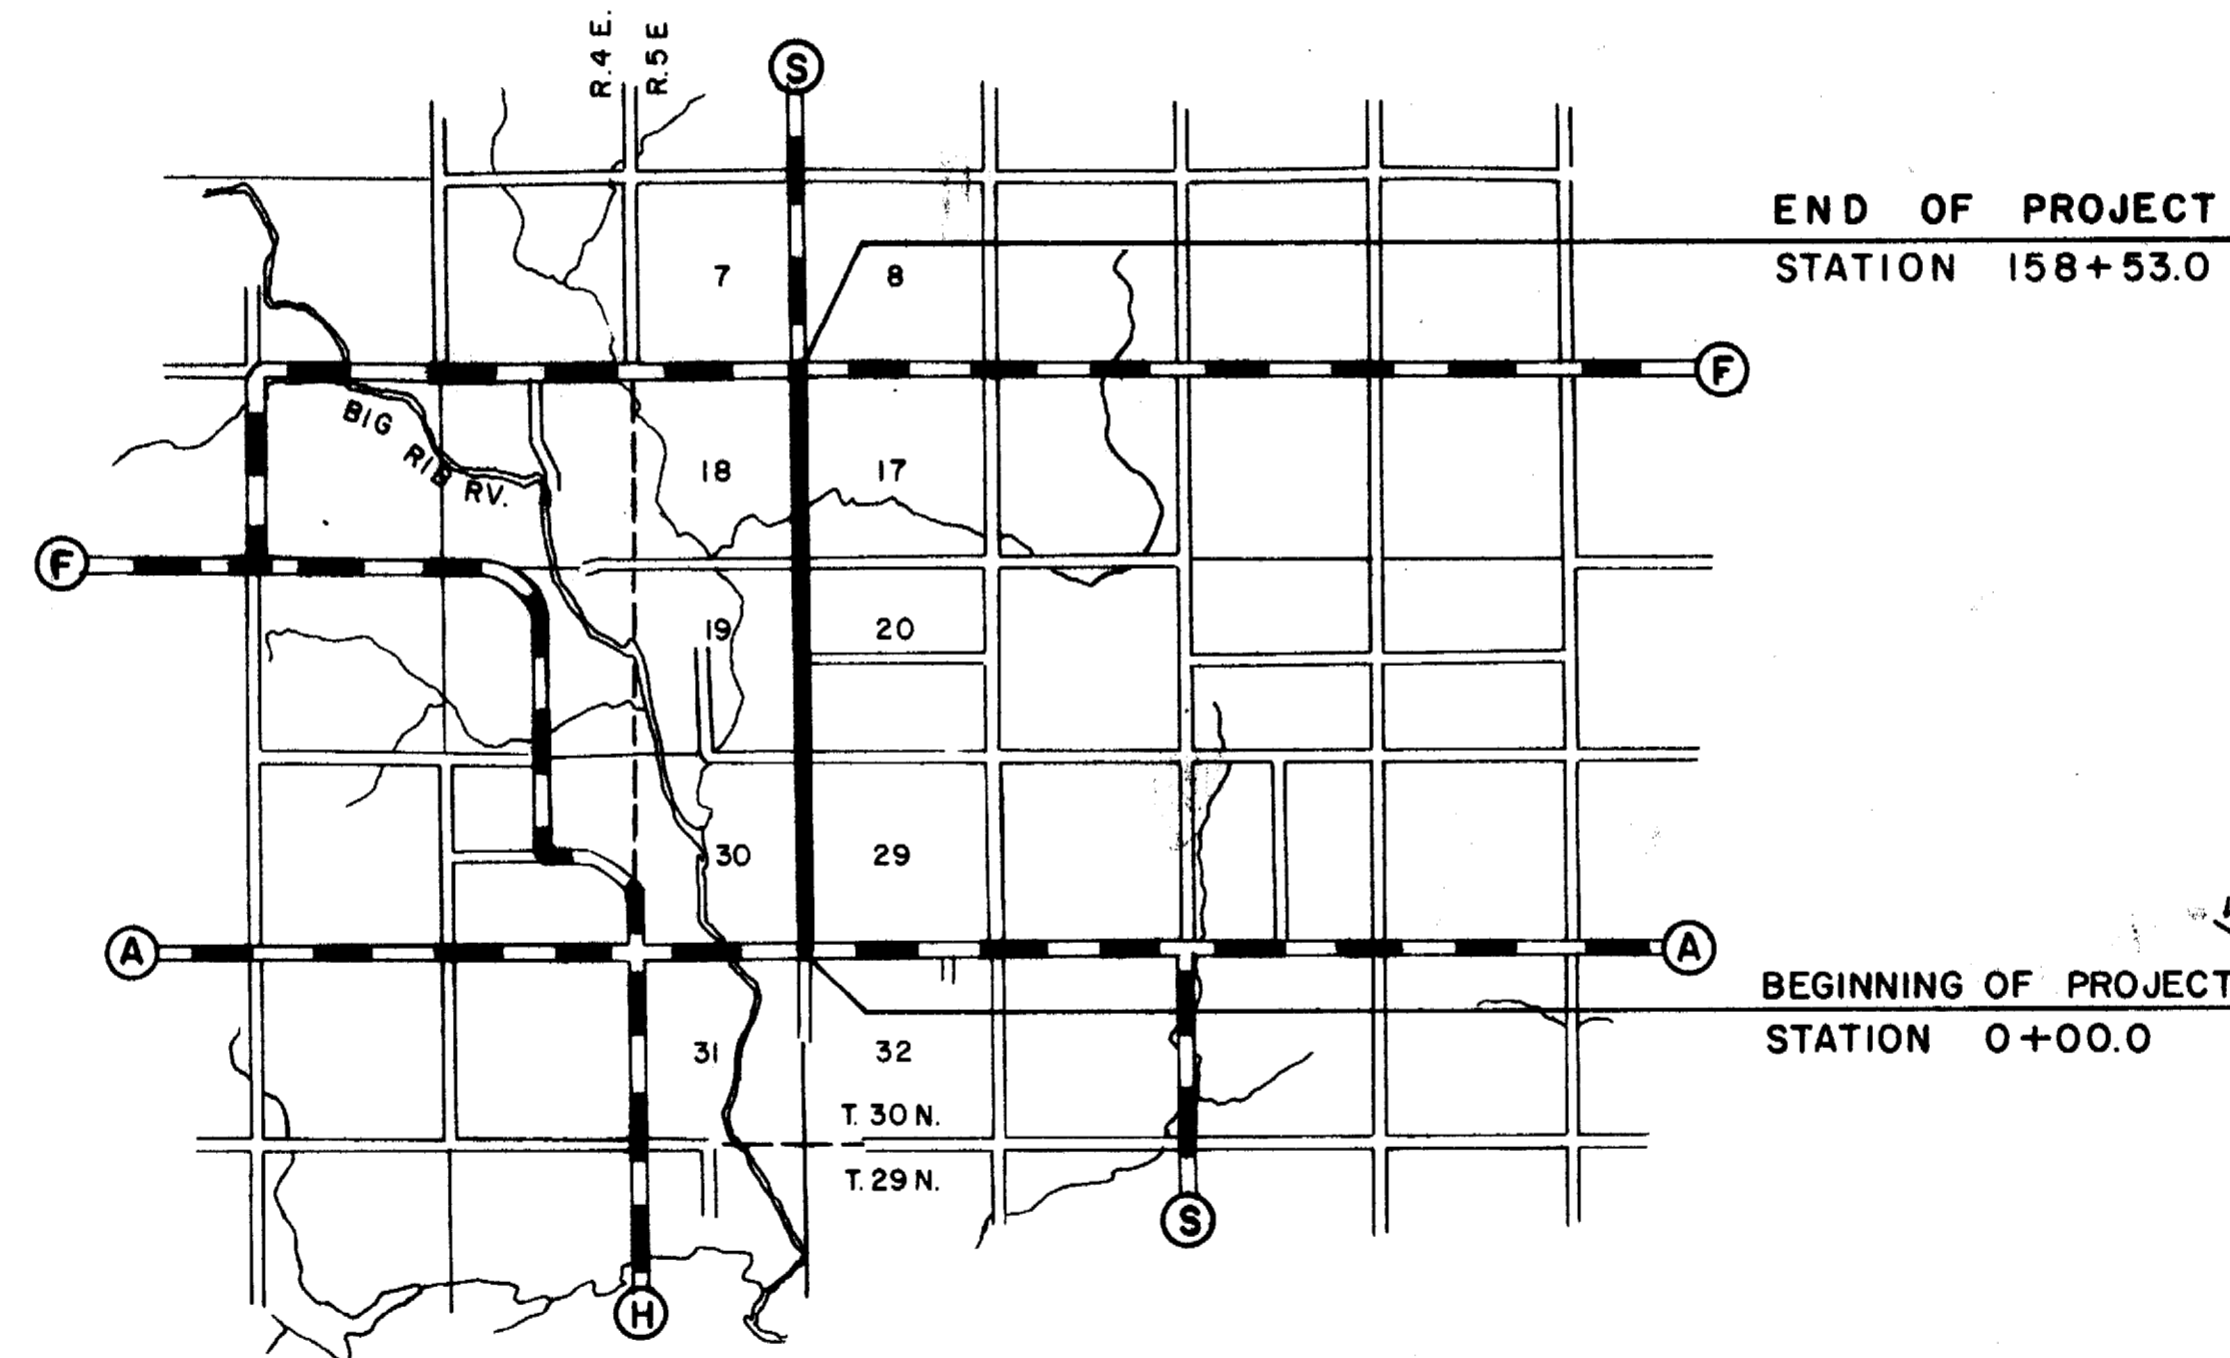 R.4 E.
R.5 E
S
END OF PROJECT
STATION 158+53.0
7
8
F
BIG RIB RV.
18
17
F
19
20
30
29
A
A
BEGINNING OF PROJECT
STATION 0+00.0
31
32
T. 30 N.
T. 29 N.
S
H